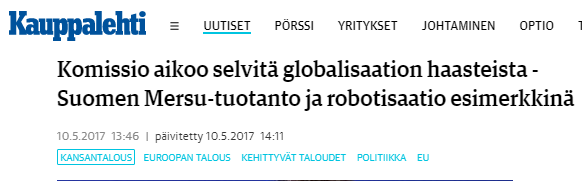 Kauppalehti ≡ UUTISET PÖRSSI YRITYKSET JOHTAMINEN OPTIO
Komissio aikoo selvitä globalisaation haasteista -
Suomen Mersu-tuotanto ja robotisaatio esimerkkinä
10.5.2017 13:46 | päivitetty 10.5.2017 14:11
KANSANTALOUS EUROOPAN TALOUS KEHITTYVÄT TALOUDET POLITIIKKA EU